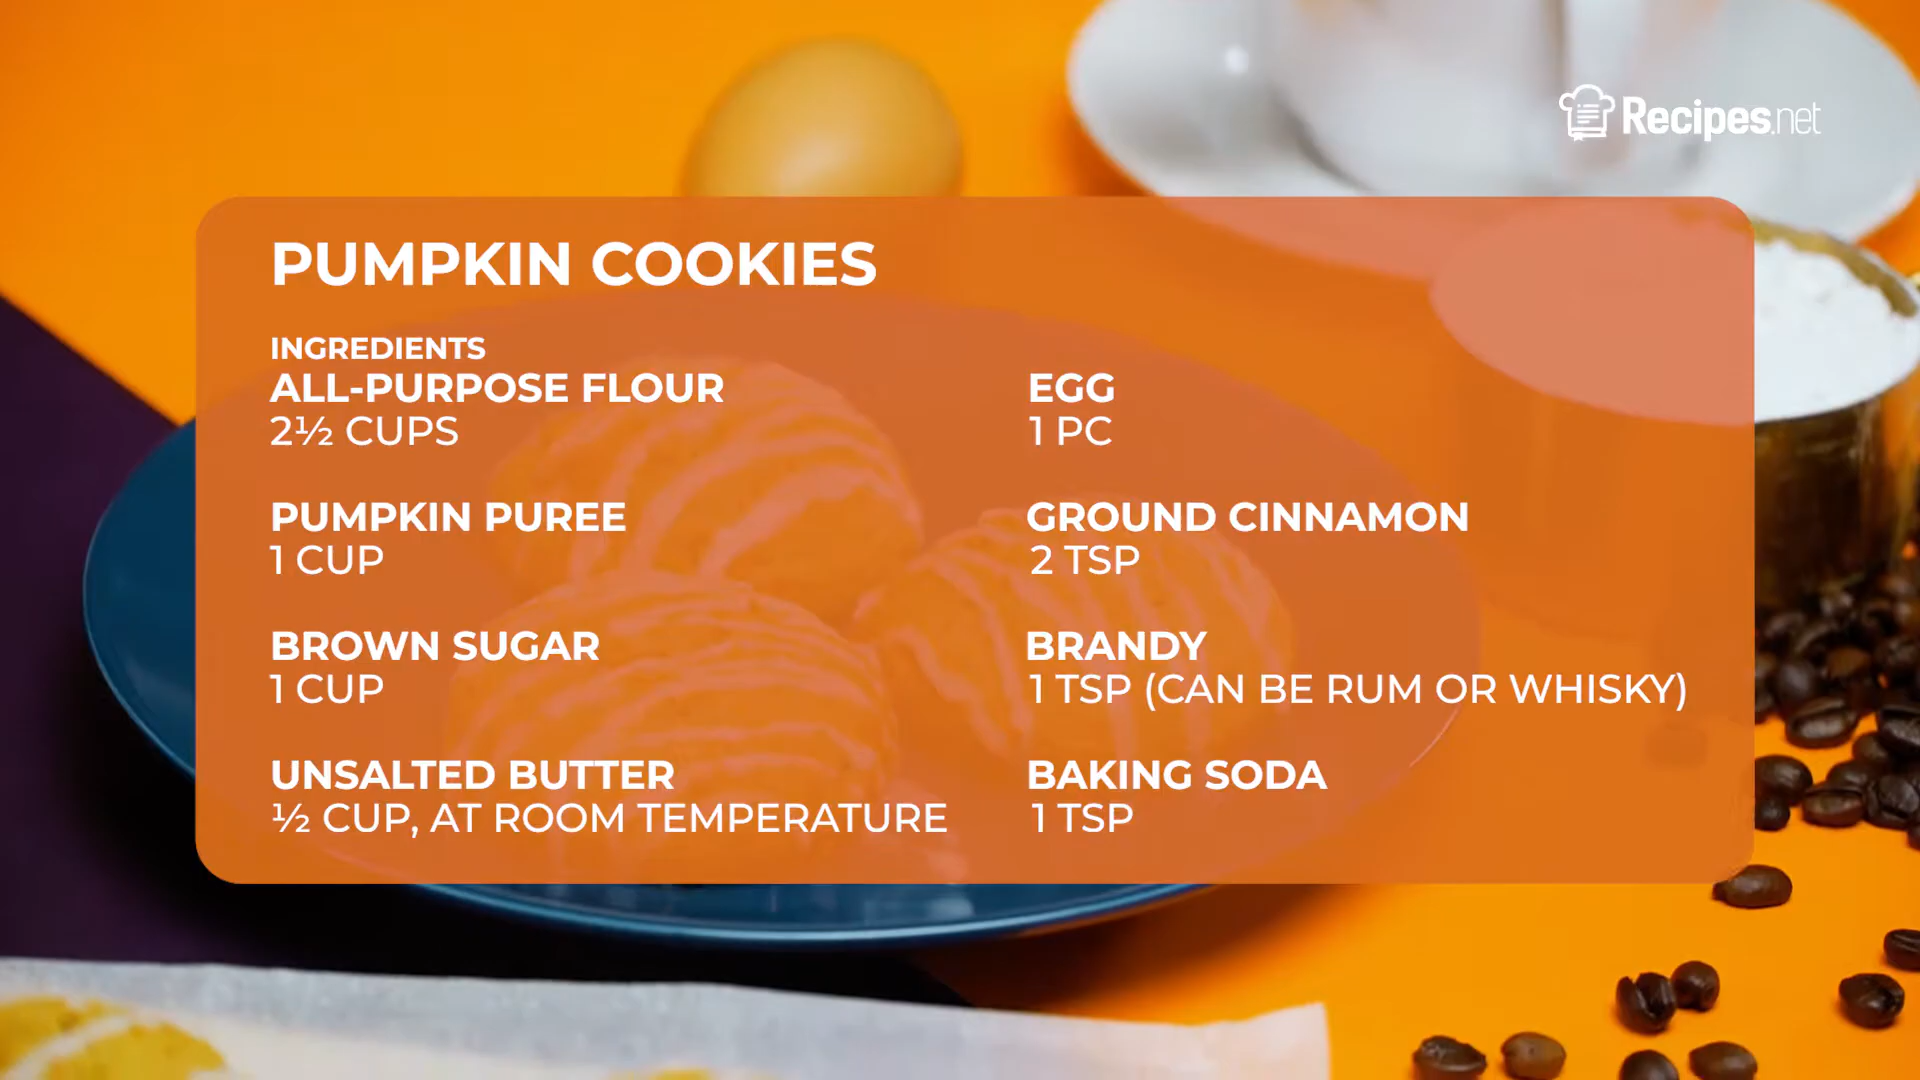 Recipes.net
PUMPKIN COOKIES
INGREDIENTS
ALL-PURPOSE FLOUR
2½ CUPS
PUMPKIN PUREE
1 CUP
BROWN SUGAR
1 CUP
UNSALTED BUTTER
½ CUP, AT ROOM TEMPERATURE
EGG
1 PC
GROUND CINNAMON
2 TSP
BRANDY
1 TSP (CAN BE RUM OR WHISKY)
BAKING SODA
1 TSP